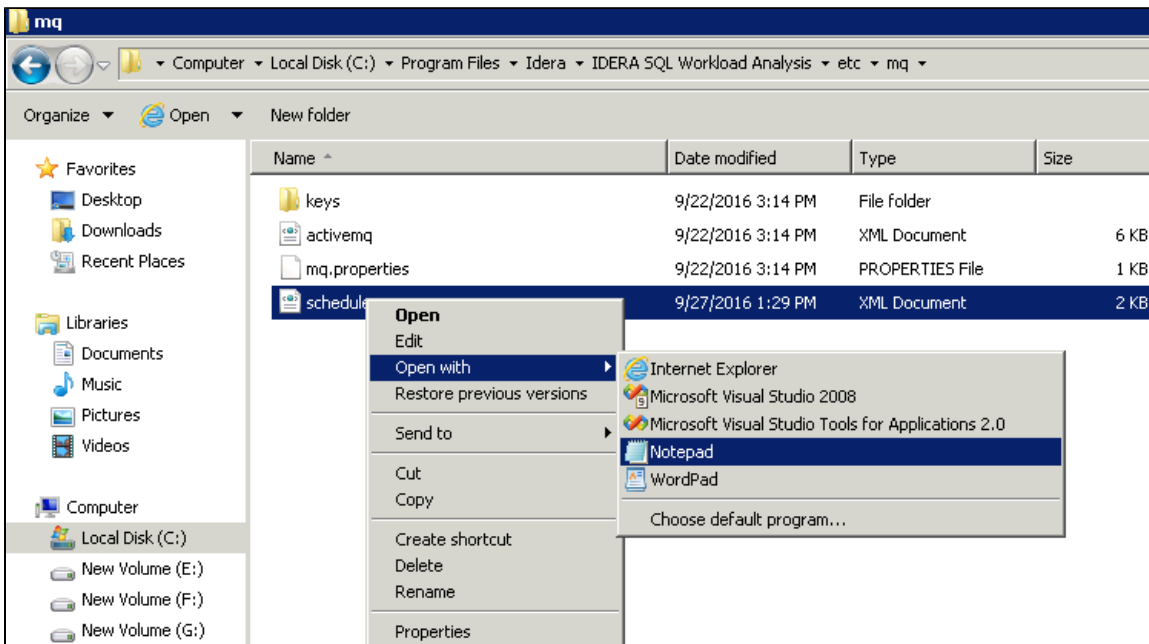 mq
Computer Local Disk (C:) Program Files Idera IDERA SQL Workload Analysis etc mq
Organize Open New folder
Name Date modified Type Size
Favorites
Desktop
Downloads
Recent Places
Libraries
Documents
Music
Pictures
Videos
Computer
Local Disk (C:)
New Volume (E:)
New Volume (F:)
New Volume (G:)
keys 9/22/2016 3:14 PM File folder
activemq 9/22/2016 3:14 PM XML Document 6 KB
mq.properties 9/22/2016 3:14 PM PROPERTIES File 1 KB
schedule 9/27/2016 1:29 PM XML Document 2 KB
Open
Edit
Open with
Restore previous versions
Send to
Cut
Copy
Create shortcut
Delete
Rename
Properties
Internet Explorer
Microsoft Visual Studio 2008
Microsoft Visual Studio Tools for Applications 2.0
Notepad
WordPad
Choose default program...